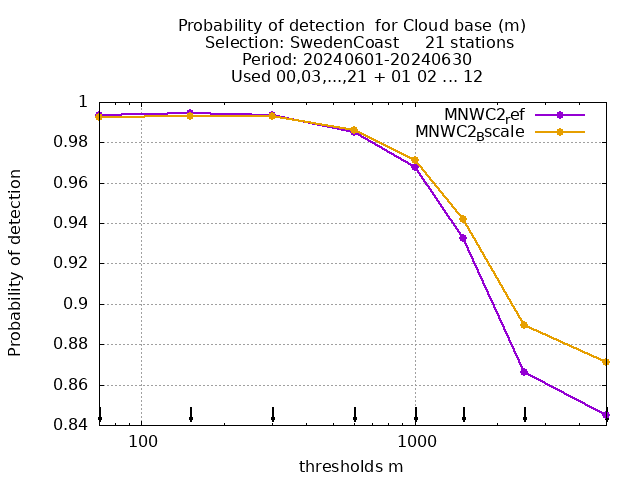 Probability of detection  for Cloud base (m)
Selection: SwedenCoast     21 stations
Period: 20240601-20240630
Used 00,03,...,21 + 01 02 ... 12
MNWC2ref
MNWC2Bscale
1
0.98
0.96
0.94
0.92
0.9
0.88
0.86
0.84
Probability of detection
100
1000
thresholds m